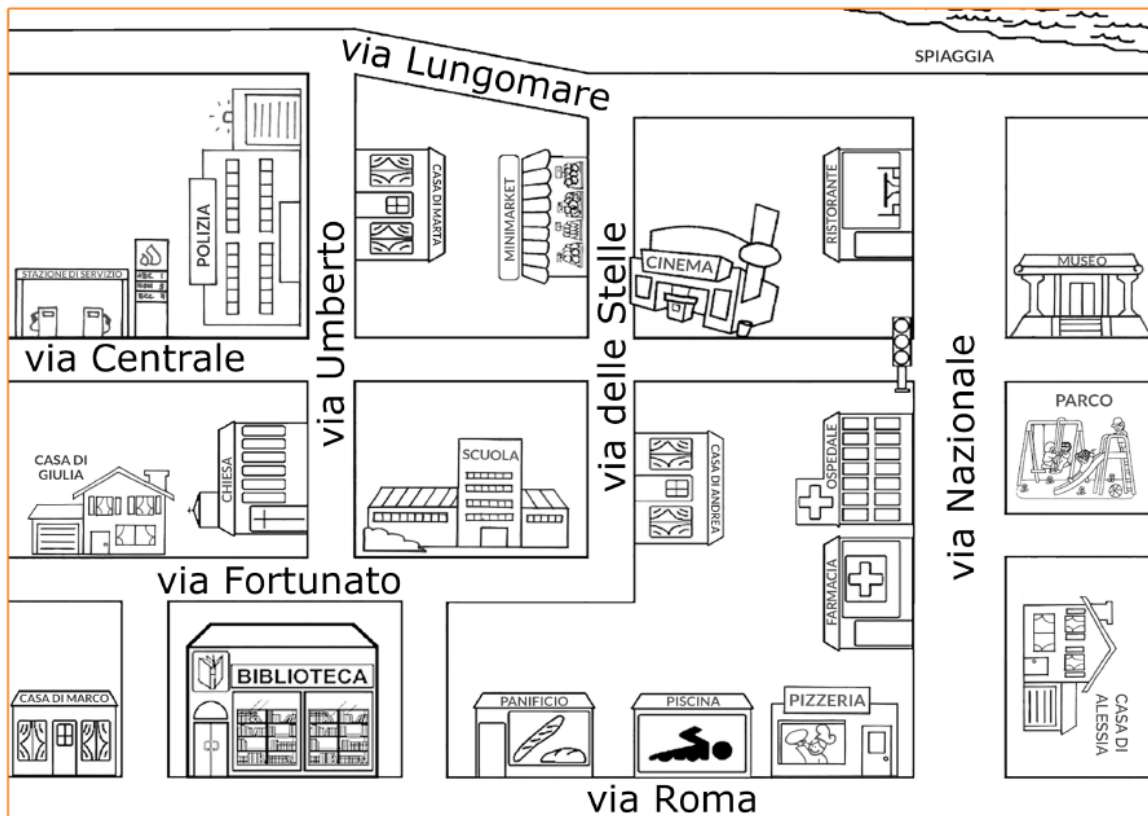 via Lungomare
SPIAGGIA
POLIZIA
STAZIONE DI SERVIZIO
via Centrale
via Umberto
CASA DI MARTA
MINIMARKET
via delle Stelle
CINEMA
RISTORANTE
via Nazionale
MUSEO
PARCO
CASA DI
GIULIA
CHIESA
SCUOLA
CASA DI ANDREA
OSPEDALE
FARMACIA
via Fortunato
CASA DI MARCO
BIBLIOTECA
PANIFICIO
PISCINA
PIZZERIA
CASA DI
ALESSIA
via Roma